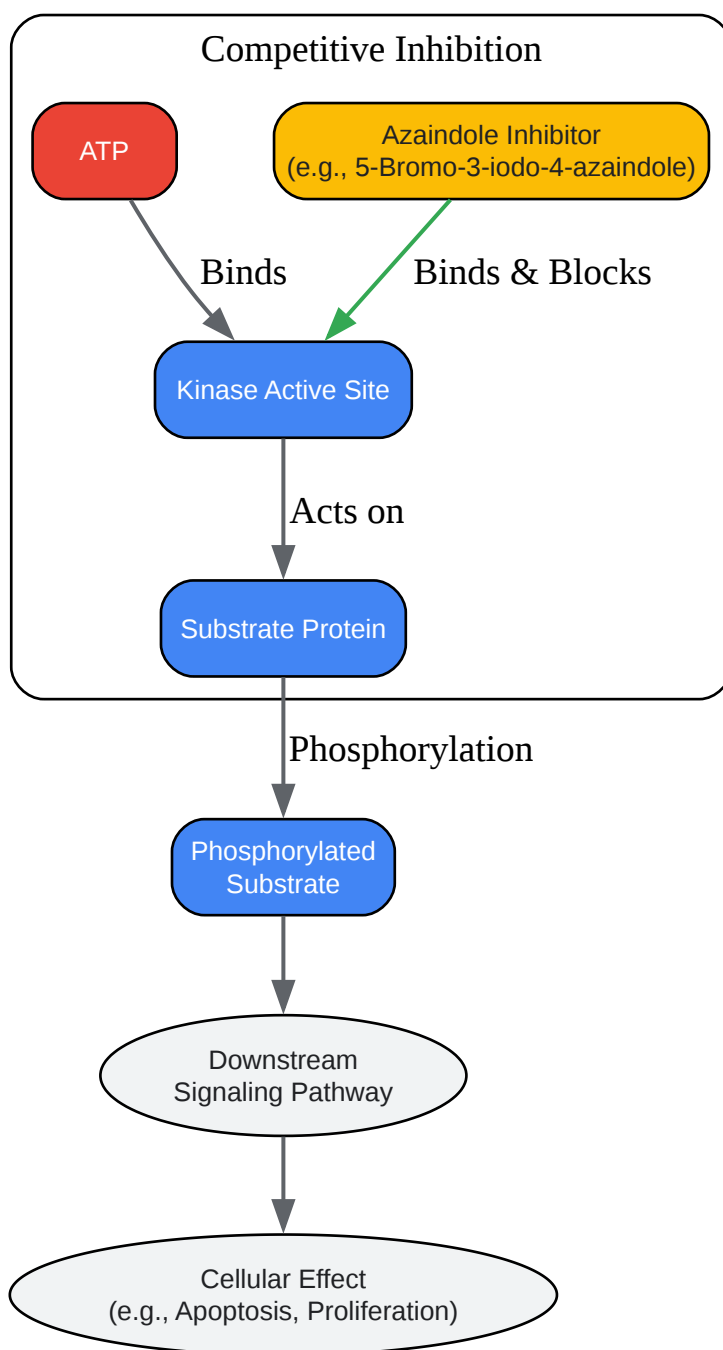 Competitive Inhibition
ATP
Azaindole Inhibitor
(e.g., 5-Bromo-3-iodo-4-azaindole)
Binds
Binds & Blocks
Kinase Active Site
Acts on
Substrate Protein
Phosphorylation
Phosphorylated
Substrate
Downstream
Signaling Pathway
Cellular Effect
(e.g., Apoptosis, Proliferation)